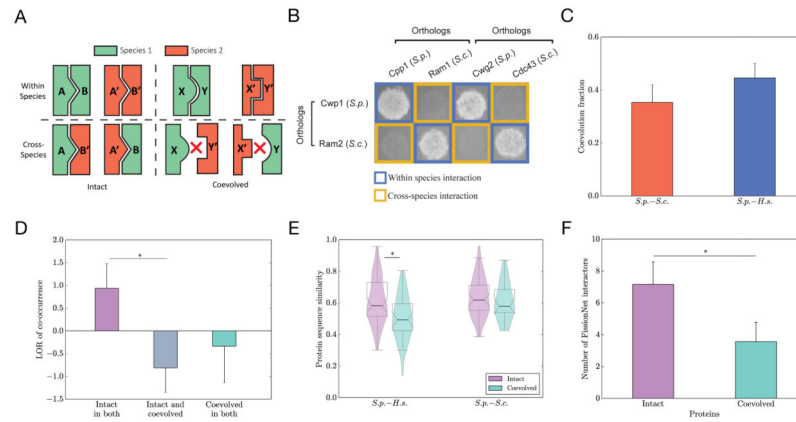 A
Species 1
Species 2
Within
Species
A
B
A'
B'
X
Y
X'
Y'
Cross-
Species
A
B'
A'
B
X
Y'
X'
Y
Intact
Coevolved
B
Orthologs
Orthologs
Cpp1 (S.p.)
Ram1 (S.c.)
Cwg2 (S.p.)
Cdc43 (S.c.)
Orthologs
Cwp1 (S.p.)
Ram2 (S.c.)
Within species interaction
Cross-species interaction
C
Coevolution fraction
0.6
0.4
0.2
0.0
S.p.–S.c.
S.p.–H.s.
D
LOR of co-occurrence
2.0
1.5
1.0
0.5
0.0
−0.5
−1.0
−1.5
*
Intact
in both
Intact and
coevolved
Coevolved
in both
E
Protein sequence similarity
1.0
0.8
0.6
0.4
0.2
0.0
*
Intact
Coevolved
S.p.–H.s.
S.p.–S.c.
F
Number of FissionNet interactors
10
8
6
4
2
0
*
Intact
Coevolved
Proteins